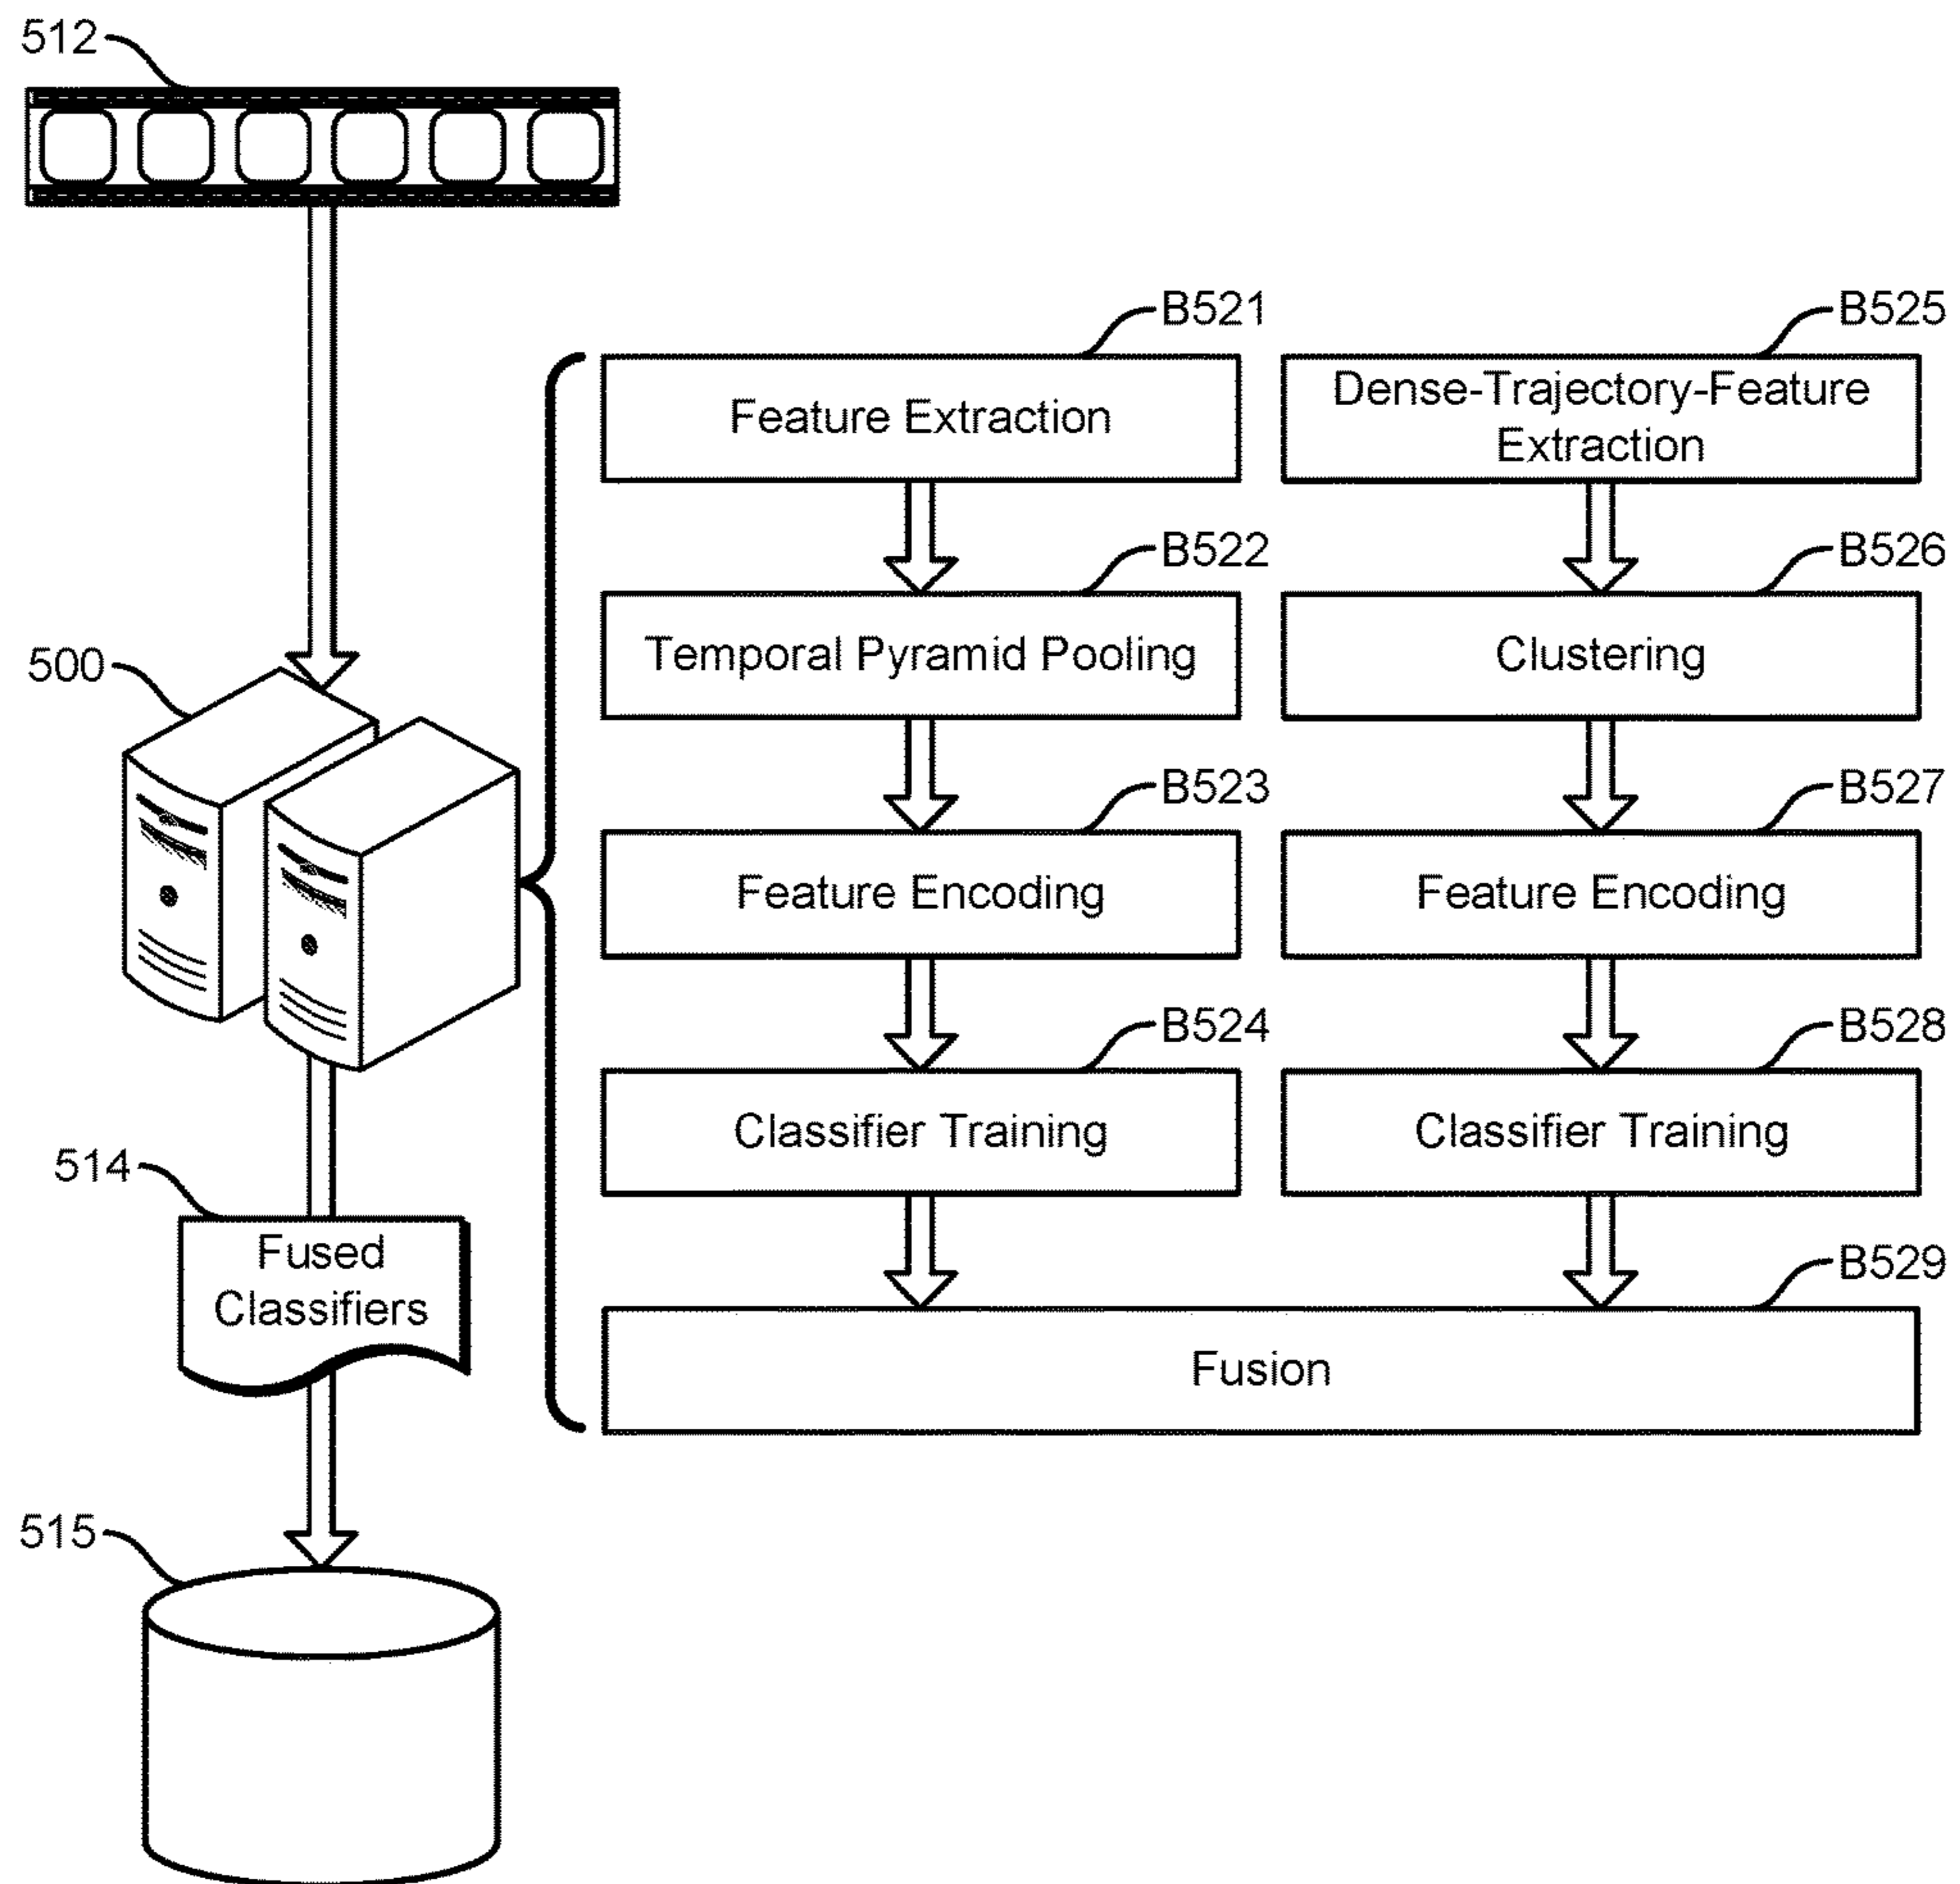 512
B521
B525
Feature Extraction
Dense-Trajectory-Feature
Extraction
B522
B526
500
Temporal Pyramid Pooling
Clustering
B523
B527
Feature Encoding
Feature Encoding
B524
B528
Classifier Training
Classifier Training
514
Fused
Classifiers
B529
Fusion
515